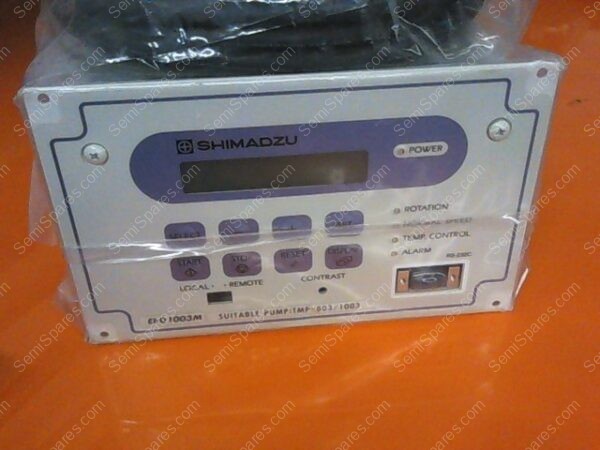 SHIMADZU
POWER
SELECT
ROTATION
NORMAL SPEED
TEMP. CONTROL
ALARM
START
RESET
DISPLAY
RS-232C
LOCAL
REMOTE
CONTRAST
EI-D1003M
SUITABLE PUMP:TMP-803/1003
SemiSpares.com